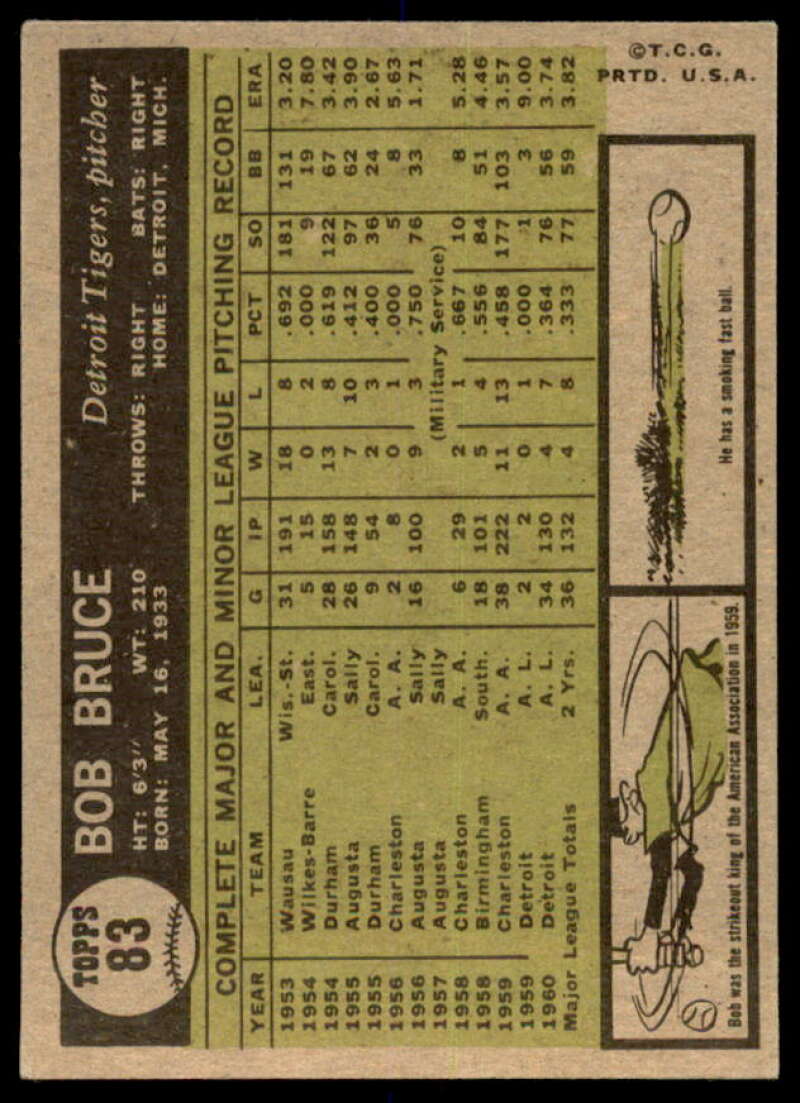 TOPPS
83
BOB BRUCE
Detroit Tigers, pitcher
HT: 6'3" WT: 210 THROWS: RIGHT BATS: RIGHT
BORN: MAY 16, 1933 HOME: DETROIT, MICH.
COMPLETE MAJOR AND MINOR LEAGUE PITCHING RECORD
YEAR TEAM LEA. G IP W L PCT SO BB ERA
1953 Wausau Wis.-St. 31 191 18 8 .692 181 131 3.20
1954 Wilkes-Barre East. 5 15 0 2 .000 9 19 7.80
1954 Durham Carol. 28 158 13 8 .619 122 67 3.42
1955 Augusta Sally 26 148 7 10 .412 97 62 3.90
1955 Durham Carol. 9 54 2 3 .400 36 24 2.67
1956 Charleston A. A. 2 8 0 1 .000 5 8 5.63
1956 Augusta Sally 16 100 9 3 .750 76 33 1.71
1957 Augusta Sally (Military Service)
1958 Charleston A. A. 6 29 2 1 .667 10 8 5.28
1958 Birmingham South. 18 101 5 4 .556 84 51 4.46
1959 Charleston A. A. 38 222 11 13 .458 177 103 3.57
1959 Detroit A. L. 2 2 0 1 .000 1 3 9.00
1960 Detroit A. L. 34 130 4 7 .364 76 56 3.74
Major League Totals 2 Yrs. 36 132 4 8 .333 77 59 3.82
Bob was the strikeout king of the American Association in 1959.
He has a smoking fast ball.
©T.C.G.
PRTD. U.S.A.